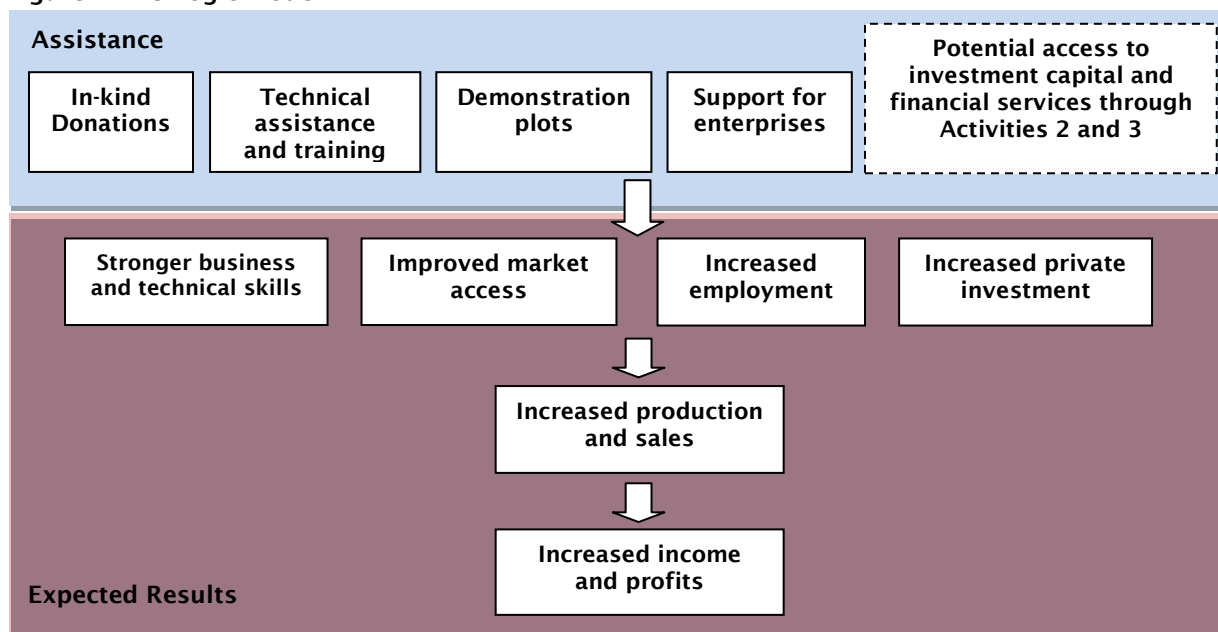 Assistance
In-kind
Donations
Technical
assistance
and training
Demonstration
plots
Support for
enterprises
Potential access to
investment capital and
financial services through
Activities 2 and 3
Stronger business
and technical skills
Improved market
access
Increased
employment
Increased private
investment
Increased production
and sales
Increased income
and profits
Expected Results